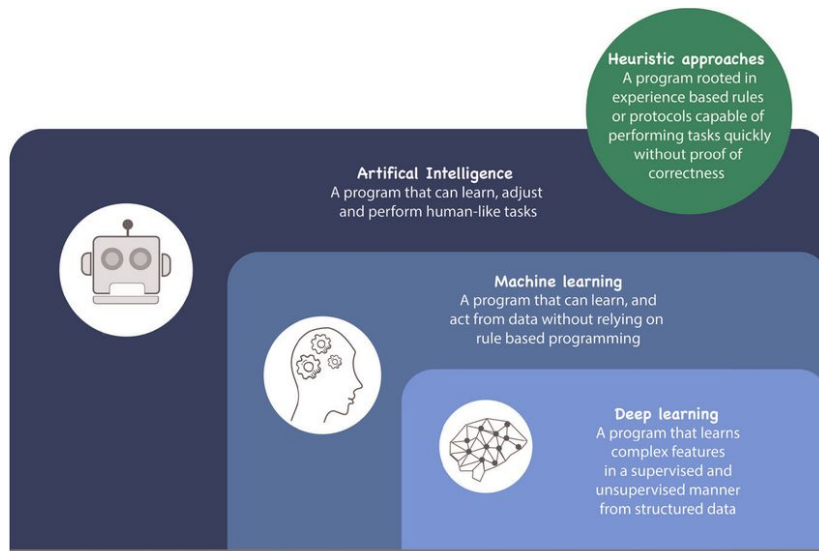 Heuristic approaches
A program rooted in
experience based rules
or protocols capable of
performing tasks quickly
without proof of
correctness
Artifical Intelligence
A program that can learn, adjust
and perform human-like tasks
Machine learning
A program that can learn, and
act from data without relying on
rule based programming
Deep learning
A program that learns
complex features
in a supervised and
unsupervised manner
from structured data